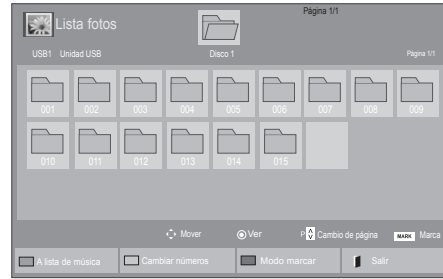 Página 1/1
Lista fotos
USB1 Unidad USB Disco 1 Página 1/1
001 002 003 004 005 006 007 008 009
010 011 012 013 014 015
Mover Ver P Cambio de página MARK Marca
A lista de música Cambiar números Modo marcar Salir